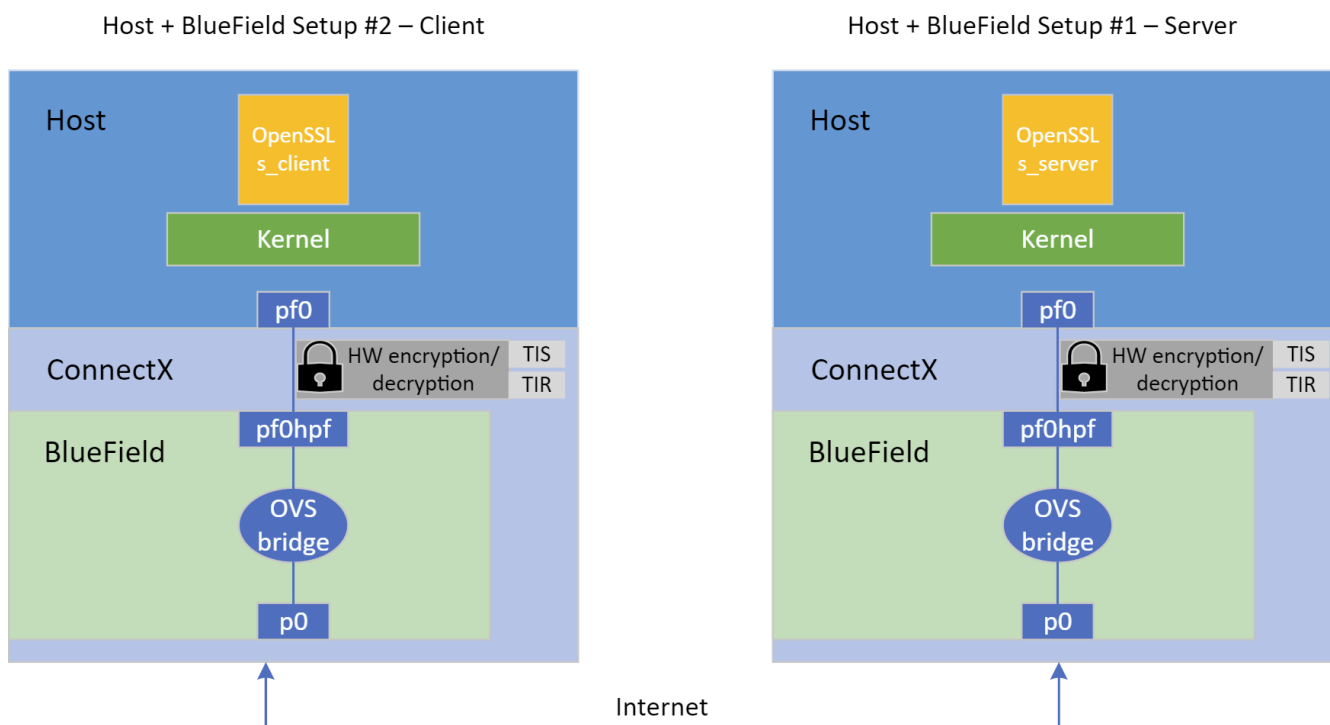 Host + BlueField Setup #2 – Client
Host
OpenSSL
s_client
Kernel
pf0
ConnectX
HW encryption/
decryption
TIS
TIR
pf0hpf
BlueField
OVS
bridge
p0
Host + BlueField Setup #1 – Server
Host
OpenSSL
s_server
Kernel
pf0
ConnectX
HW encryption/
decryption
TIS
TIR
pf0hpf
BlueField
OVS
bridge
p0
Internet